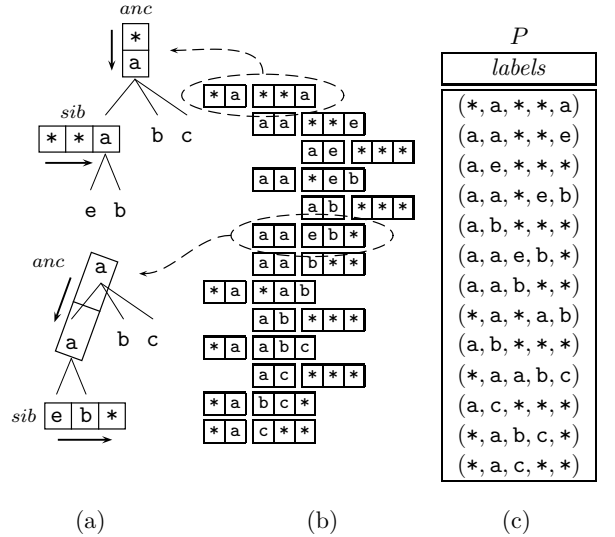 anc
*
a
sib
* * a
b c
e b
anc
a
a
b c
sib e b *
(a)
* a * * a
a a * * e
a e * * *
a a * e b
a b * * *
a a e b *
a a b * *
* a * a b
a b * * *
* a a b c
a c * * *
* a b c *
* a c * *
(b)
P
labels
(*, a, *, *, a)
(a, a, *, *, e)
(a, e, *, *, *)
(a, a, *, e, b)
(a, b, *, *, *)
(a, a, e, b, *)
(a, a, b, *, *)
(*, a, *, a, b)
(a, b, *, *, *)
(*, a, a, b, c)
(a, c, *, *, *)
(*, a, b, c, *)
(*, a, c, *, *)
(c)